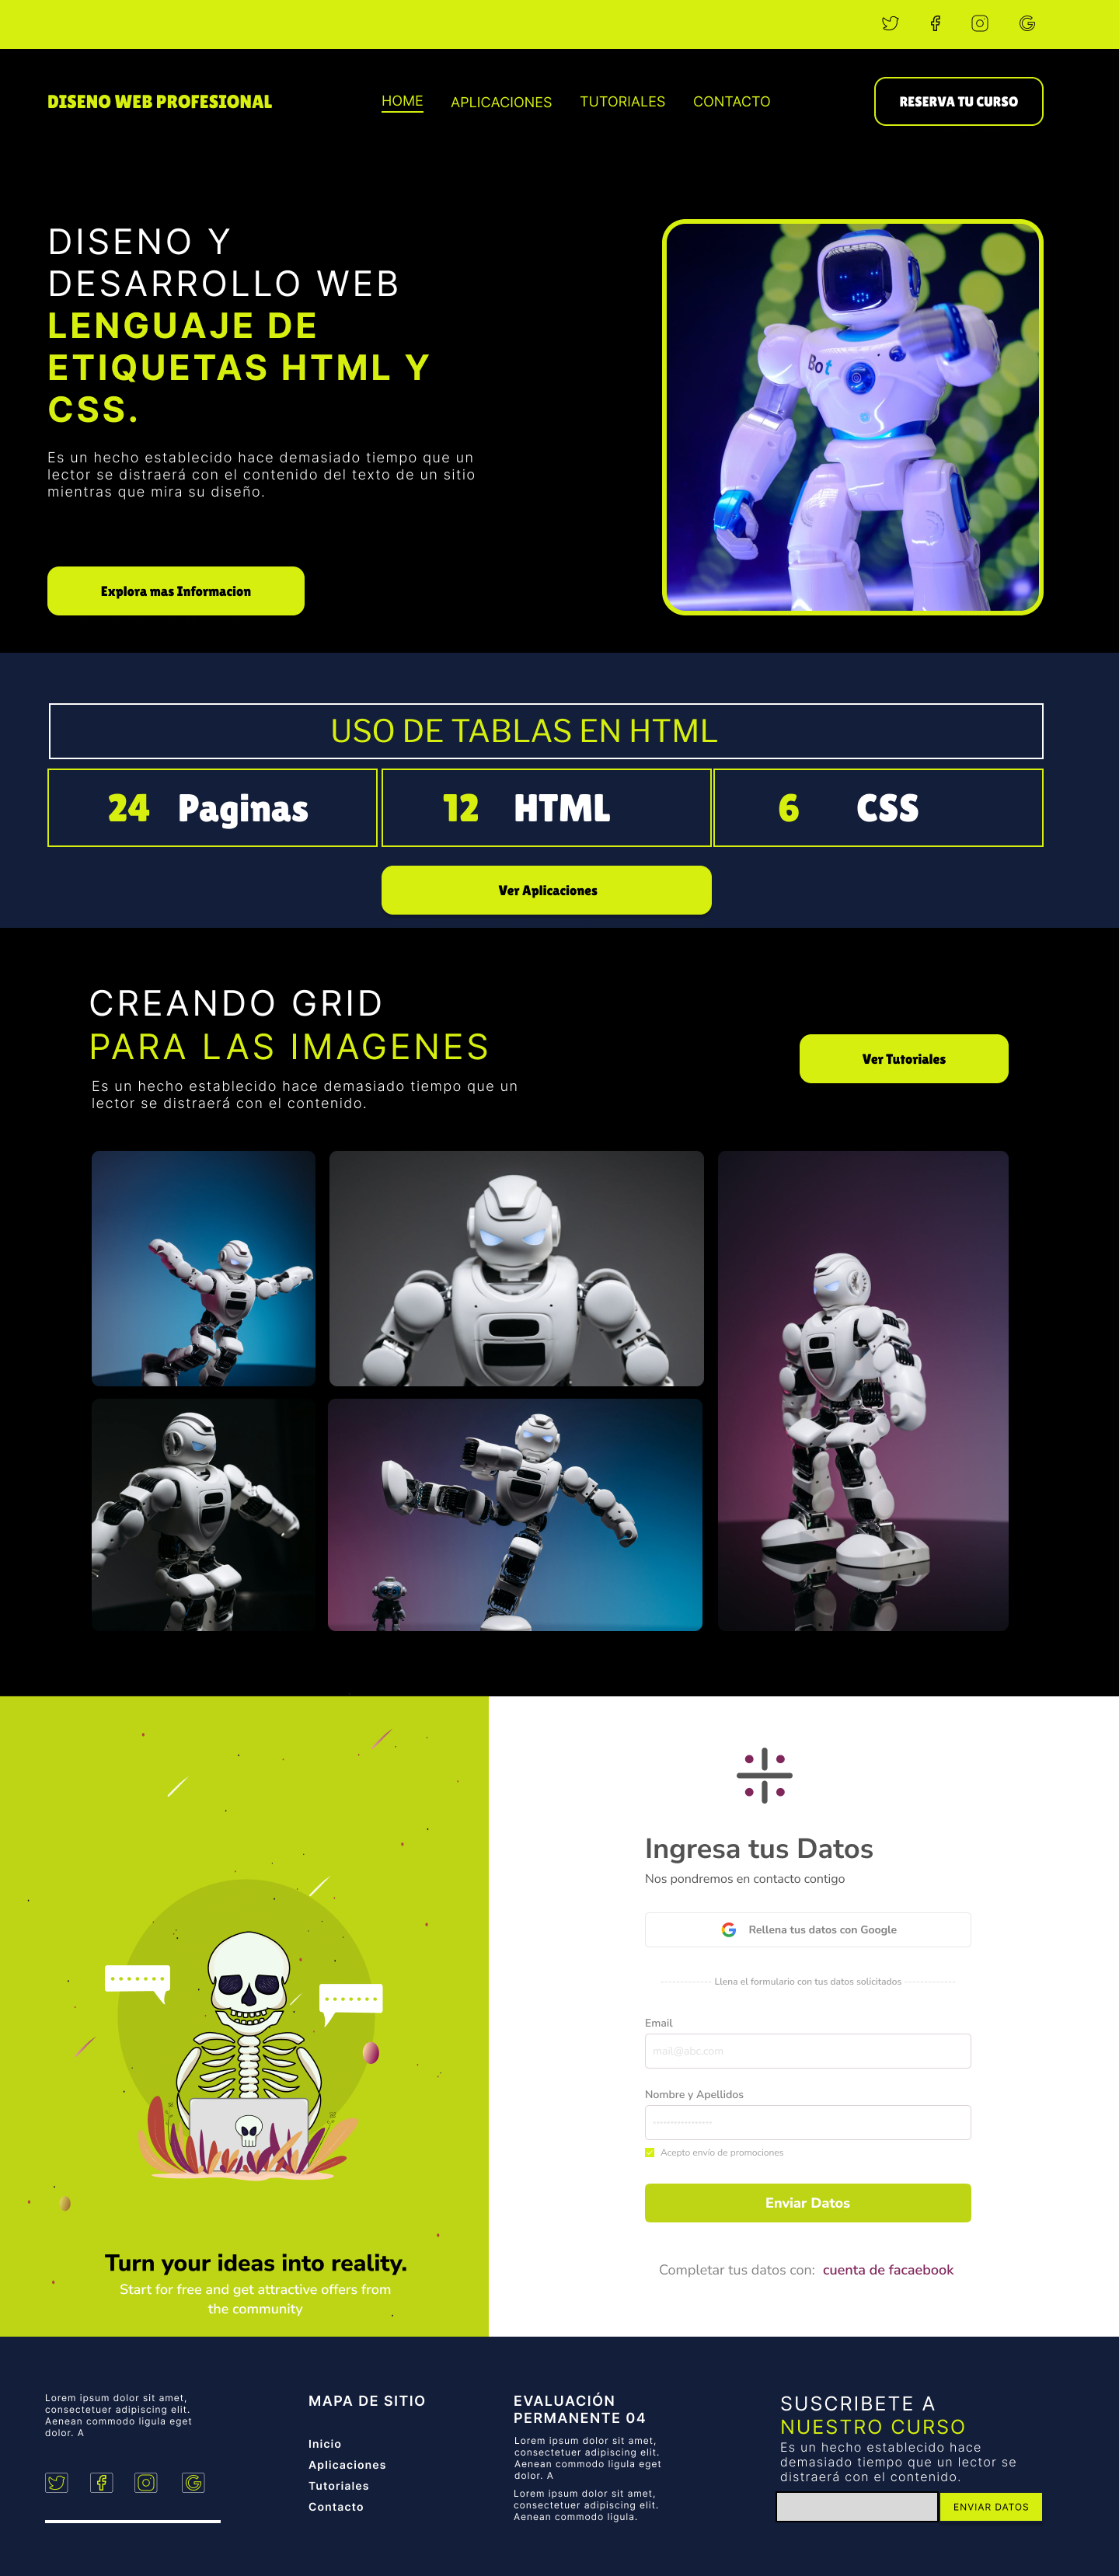 DISENO WEB PROFESIONAL
HOME
APLICACIONES
TUTORIALES
CONTACTO
RESERVA TU CURSO
DISENO Y
DESARROLLO WEB
LENGUAJE DE
ETIQUETAS HTML Y
CSS.
Es un hecho establecido hace demasiado tiempo que un
lector se distraerá con el contenido del texto de un sitio
mientras que mira su diseño.
Explora mas Informacion
Bot
USO DE TABLAS EN HTML
24 Paginas
12 HTML
6 CSS
Ver Aplicaciones
CREANDO GRID
PARA LAS IMAGENES
Es un hecho establecido hace demasiado tiempo que un
lector se distraerá con el contenido.
Ver Tutoriales
Turn your ideas into reality.
Start for free and get attractive offers from
the community
Ingresa tus Datos
Nos pondremos en contacto contigo
Rellena tus datos con Google
------------- Llena el formulario con tus datos solicitados -------------
Email
mail@abc.com
Nombre y Apellidos
*****************
Acepto envío de promociones
Enviar Datos
Completar tus datos con: cuenta de facaebook
Lorem ipsum dolor sit amet,
consectetuer adipiscing elit.
Aenean commodo ligula eget
dolor. A
MAPA DE SITIO
Inicio
Aplicaciones
Tutoriales
Contacto
EVALUACIÓN
PERMANENTE 04
Lorem ipsum dolor sit amet,
consectetuer adipiscing elit.
Aenean commodo ligula eget
dolor. A
Lorem ipsum dolor sit amet,
consectetuer adipiscing elit.
Aenean commodo ligula.
SUSCRIBETE A
NUESTRO CURSO
Es un hecho establecido hace
demasiado tiempo que un lector se
distraerá con el contenido.
ENVIAR DATOS